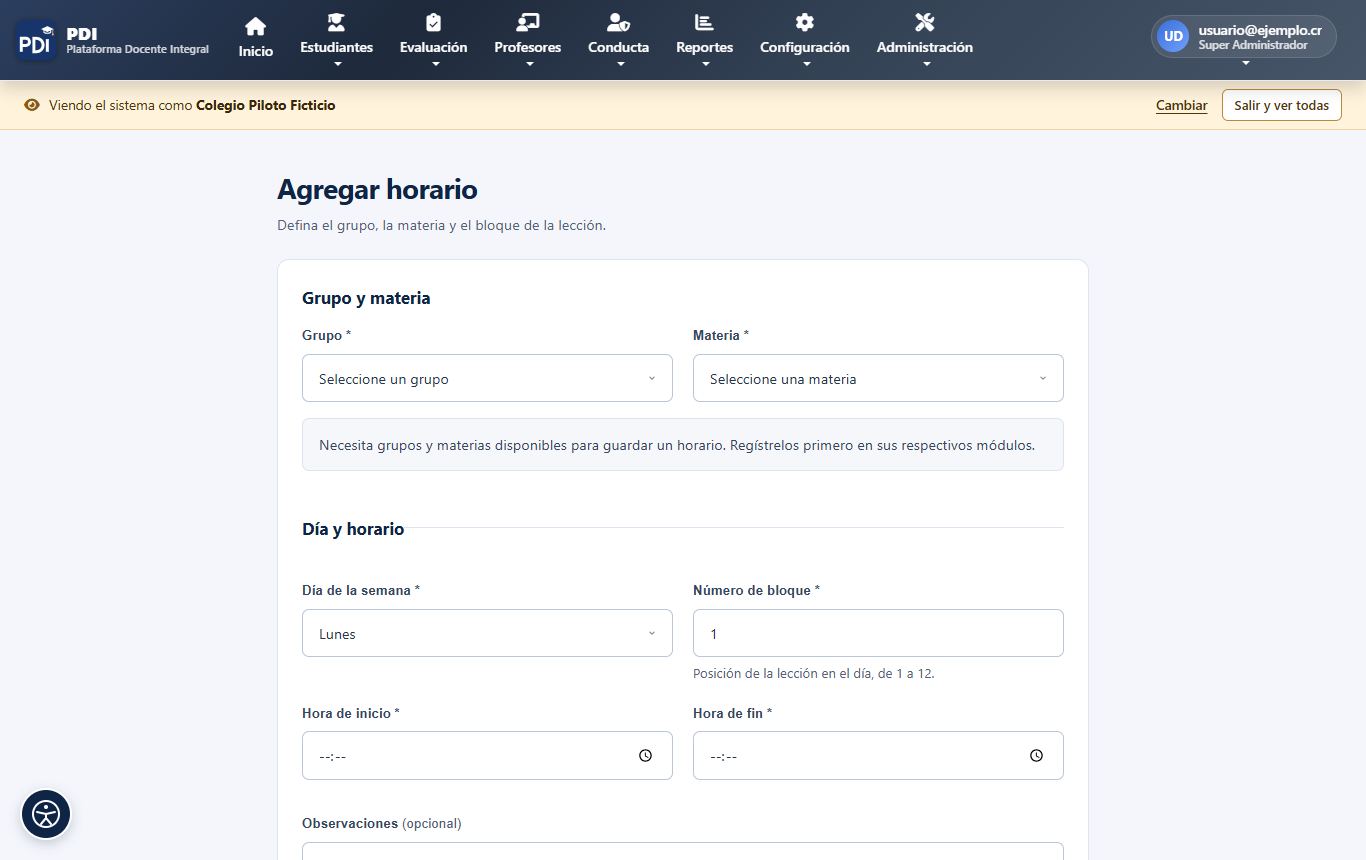 PDI
PDI
Plataforma Docente Integral
Inicio
Estudiantes
Evaluación
Profesores
Conducta
Reportes
Configuración
Administración
UD
usuario@ejemplo.cr
Super Administrador
Viendo el sistema como Colegio Piloto Ficticio
Cambiar
Salir y ver todas
Agregar horario
Defina el grupo, la materia y el bloque de la lección.
Grupo y materia
Grupo *
Materia *
Seleccione un grupo
Seleccione una materia
Necesita grupos y materias disponibles para guardar un horario. Regístrelos primero en sus respectivos módulos.
Día y horario
Día de la semana *
Número de bloque *
Lunes
1
Posición de la lección en el día, de 1 a 12.
Hora de inicio *
Hora de fin *
--:--
--:--
Observaciones (opcional)